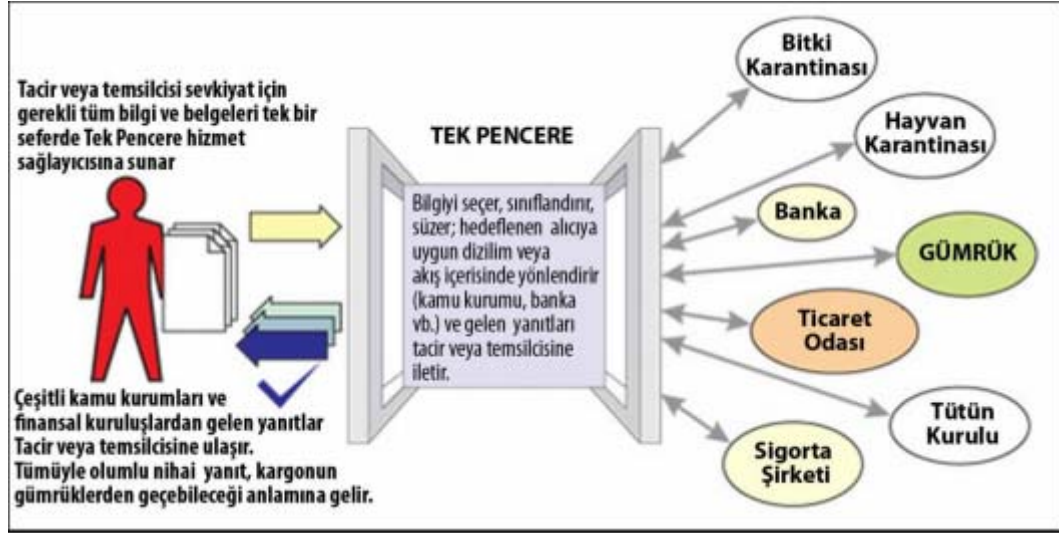 Tacir veya temsilcisi sevkiyat için
gerekli tüm bilgi ve belgeleri tek bir
seferde Tek Pencere hizmet
sağlayıcısına sunar
TEK PENCERE
Bilgiyi seçer, sınıflandırır,
süzer; hedeflenen alıcıya
uygun dizilim veya
akış içerisinde yönlendirir
(kamu kurumu, banka
vb.) ve gelen yanıtları
tacir veya temsilcisine
iletir.
Çeşitli kamu kurumları ve
finansal kuruluşlardan gelen yanıtlar
Tacir veya temsilcisine ulaşır.
Tümüyle olumlu nihai yanıt, kargonun
gümrüklerden geçebileceği anlamına gelir.
Bitki
Karantinası
Hayvan
Karantinası
Banka
GÜMRÜK
Ticaret
Odası
Tütün
Kurulu
Sigorta
Şirketi